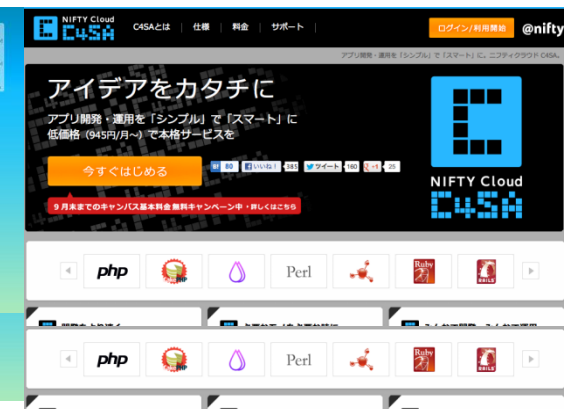 NIFTY Cloud
C4SA
C4SAとは 仕様 料金 サポート
ログイン/利用開始
@nifty
アプリ開発・運用を「シンプル」で「スマート」に。ニフティクラウド C4SA。
アイデアをカタチに
アプリ開発・運用を「シンプル」で「スマート」に
低価格（945円/月～）で本格サービスを
今すぐはじめる
B! 80 いいね！ 385 ツイート 160 +1 25
9月末までのキャンバス基本料金無料キャンペーン中・詳しくはこちら
NIFTY Cloud
C4SA
php
PHP
Perl
Ruby
RAILS
php
PHP
Perl
Ruby
RAILS